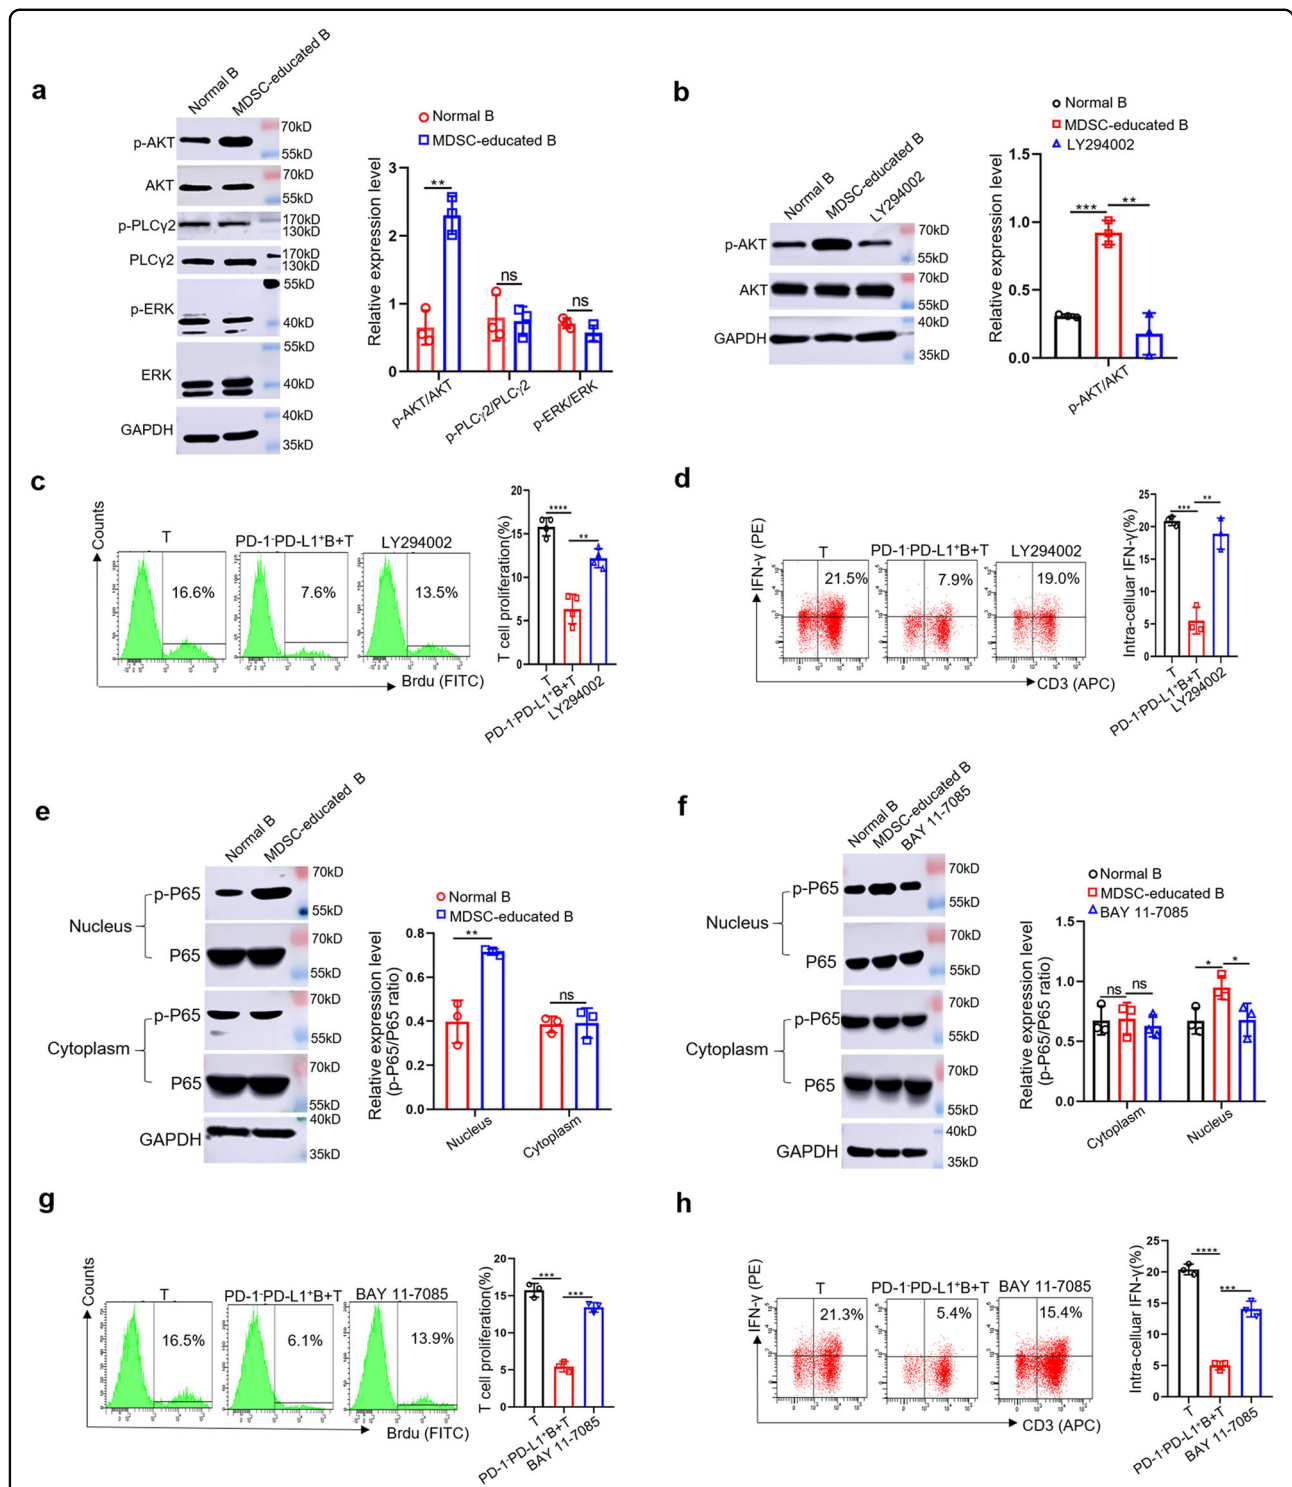 a
Normal B
MDSC-educated B
p-AKT
70kD
55kD
AKT
70kD
55kD
p-PLCγ2
170kD
130kD
PLCγ2
170kD
130kD
p-ERK
55kD
40kD
ERK
55kD
40kD
GAPDH
40kD
35kD
Normal B
MDSC-educated B
Relative expression level
3
2
1
0
**
ns
ns
p-AKT/AKT
p-PLCγ2/PLCγ2
p-ERK/ERK
b
Normal B
MDSC-educated B
LY294002
p-AKT
70kD
55kD
AKT
70kD
55kD
GAPDH
40kD
35kD
Normal B
MDSC-educated B
LY294002
Relative expression level
1.5
1.0
0.5
0.0
***
**
p-AKT/AKT
c
Counts
T
PD-1-PD-L1+B+T
LY294002
16.6%
7.6%
13.5%
Brdu (FITC)
T cell proliferation(%)
20
15
10
5
0
****
**
T
PD-1-PD-L1+B+T
LY294002
d
IFN-γ (PE)
T
PD-1-PD-L1+B+T
LY294002
21.5%
7.9%
19.0%
CD3 (APC)
Intra-celluar IFN-γ(%)
25
20
15
10
5
0
***
**
T
PD-1-PD-L1+B+T
LY294002
e
Normal B
MDSC-educated B
Nucleus
p-P65
70kD
55kD
P65
70kD
55kD
Cytoplasm
p-P65
70kD
55kD
P65
70kD
55kD
GAPDH
40kD
35kD
Normal B
MDSC-educated B
Relative expression level
(p-P65/P65 ratio)
0.8
0.6
0.4
0.2
0.0
**
ns
Nucleus
Cytoplasm
f
Normal B
MDSC-educated B
BAY 11-7085
Nucleus
p-P65
70kD
55kD
P65
70kD
55kD
Cytoplasm
p-P65
70kD
55kD
P65
70kD
55kD
GAPDH
40kD
35kD
Normal B
MDSC-educated B
BAY 11-7085
Relative expression level
(p-P65/P65 ratio)
1.5
1.0
0.5
0.0
ns
ns
*
*
Cytoplasm
Nucleus
g
Counts
T
PD-1-PD-L1+B+T
BAY 11-7085
16.5%
6.1%
13.9%
Brdu (FITC)
T cell proliferation(%)
20
15
10
5
0
***
***
T
PD-1-PD-L1+B+T
BAY 11-7085
h
IFN-γ (PE)
T
PD-1-PD-L1+B+T
BAY 11-7085
21.3%
5.4%
15.4%
CD3 (APC)
Intra-celluar IFN-γ(%)
25
20
15
10
5
0
****
***
T
PD-1-PD-L1+B+T
BAY 11-7085